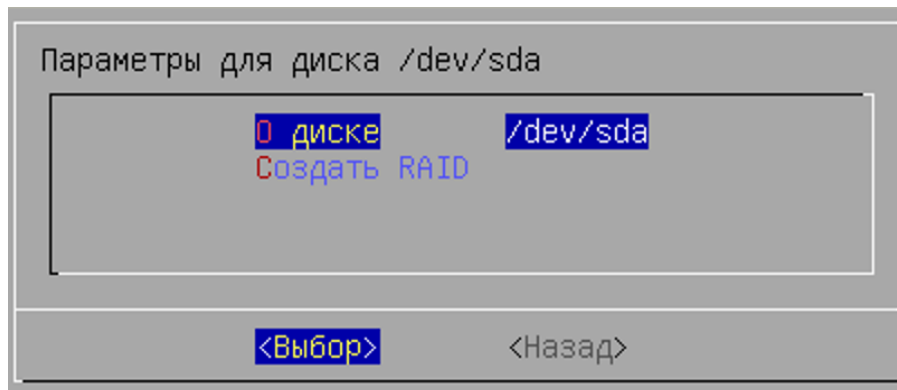 Параметры для диска /dev/sda
О диске /dev/sda
Создать RAID
<Выбор> <Назад>